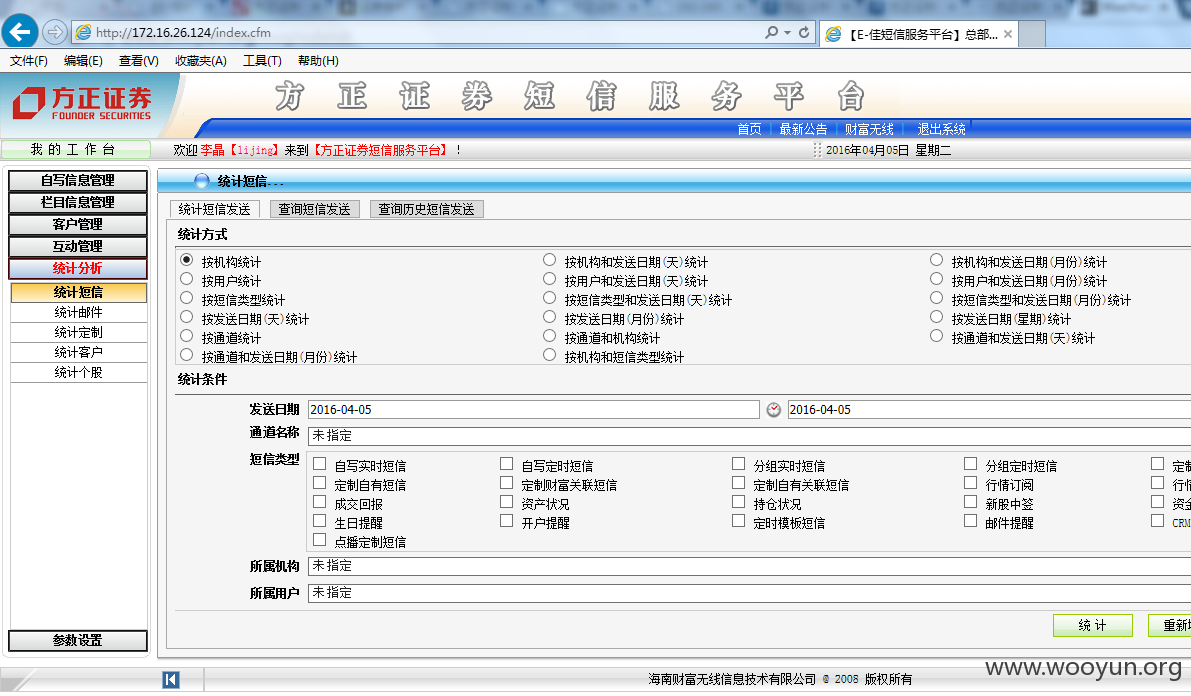 http://172.16.26.124/index.cfm
【E-佳短信服务平台】总部...
文件(F) 编辑(E) 查看(V) 收藏夹(A) 工具(T) 帮助(H)
方正证券
FOUNDER SECURITIES
方正证券短信服务平台
首页 最新公告 财富无线 退出系统
我的工作台
欢迎 李晶【lijing】来到【方正证券短信服务平台】！
2016年04月05日 星期二
自写信息管理
栏目信息管理
客户管理
互动管理
统计分析
统计短信
统计邮件
统计定制
统计客户
统计个股
参数设置
统计短信...
统计短信发送 查询短信发送 查询历史短信发送
统计方式
按机构统计 按机构和发送日期(天)统计 按机构和发送日期(月份)统计
按用户统计 按用户和发送日期(天)统计 按用户和发送日期(月份)统计
按短信类型统计 按短信类型和发送日期(天)统计 按短信类型和发送日期(月份)统计
按发送日期(天)统计 按发送日期(月份)统计 按发送日期(星期)统计
按通道统计 按通道和机构统计 按通道和发送日期(天)统计
按通道和发送日期(月份)统计 按机构和短信类型统计
统计条件
发送日期 2016-04-05 2016-04-05
通道名称 未指定
短信类型
自写实时短信 自写定时短信 分组实时短信 分组定时短信 定制
定制自有短信 定制财富关联短信 定制自有关联短信 行情订阅 行情
成交回报 资产状况 持仓状况 新股中签 资金
生日提醒 开户提醒 定时模板短信 邮件提醒 CRM
点播定制短信
所属机构 未指定
所属用户 未指定
统 计 重新
海南财富无线信息技术有限公司 © 2008 版权所有
www.wooyun.org